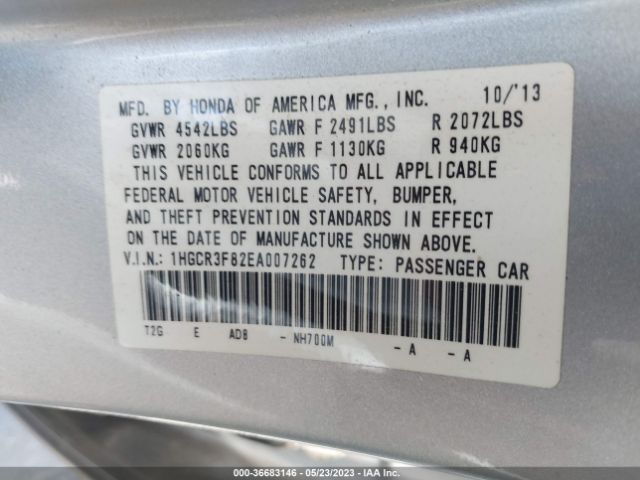 MFD. BY HONDA OF AMERICA MFG., INC. 10/'13
GVWR 4542LBS GAWR F 2491LBS R 2072LBS
GVWR 2060KG GAWR F 1130KG R 940KG
THIS VEHICLE CONFORMS TO ALL APPLICABLE
FEDERAL MOTOR VEHICLE SAFETY, BUMPER,
AND THEFT PREVENTION STANDARDS IN EFFECT
ON THE DATE OF MANUFACTURE SHOWN ABOVE.
V.I.N.: 1HGCR3F82EA007262 TYPE: PASSENGER CAR
T2G E AD8 - NH700M - A - A
000-36683146 - 05/23/2023 - IAA Inc.